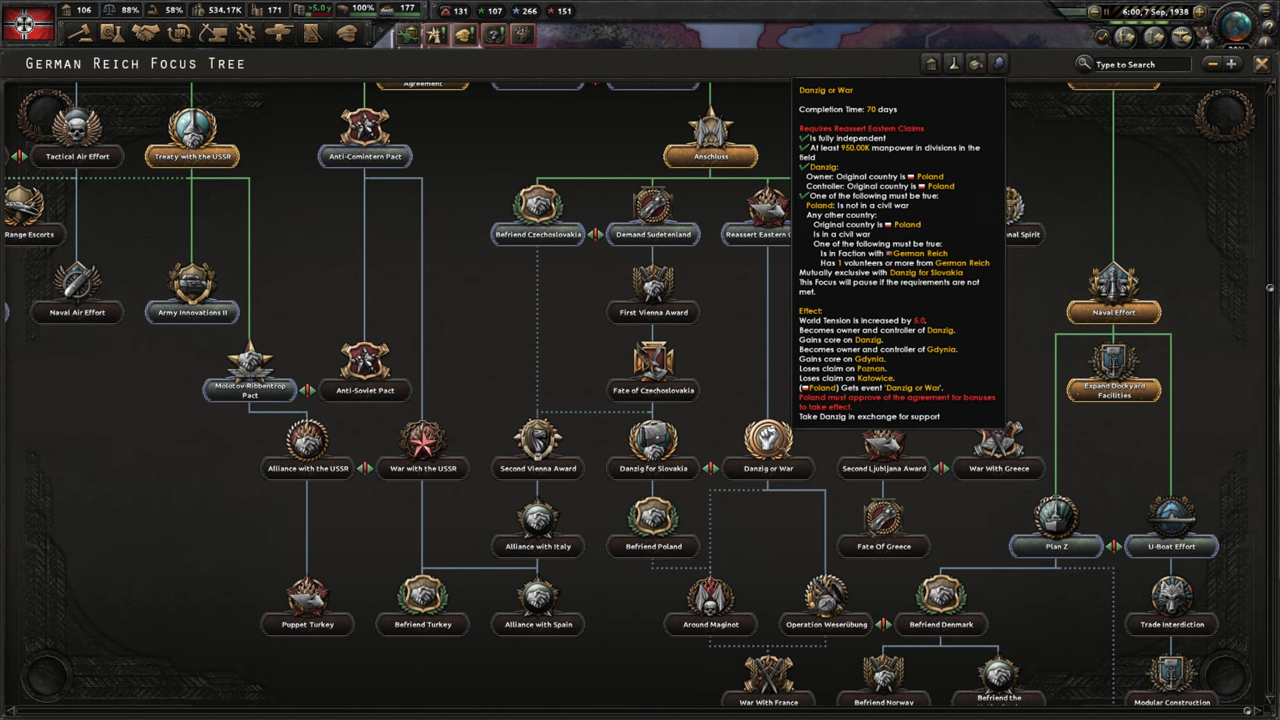 106
88%
58%
534.17K
171
>5.0 y
100%
177
131
107
266
151
6:00, 7 Sep, 1938
German Reich Focus Tree
Type to Search
Agreement
Tactical Air Effort
Treaty with the USSR
Anti-Comintern Pact
Anschluss
Range Escorts
Befriend Czechoslovakia
Demand Sudetenland
Reassert Eastern C
nal Spirit
Naval Air Effort
Army Innovations II
First Vienna Award
Naval Effort
Molotov-Ribbentrop
Pact
Anti-Soviet Pact
Fate of Czechoslovakia
Expand Dockyard
Facilities
Alliance with the USSR
War with the USSR
Second Vienna Award
Danzig for Slovakia
Danzig or War
Second Ljubljana Award
War With Greece
Alliance with Italy
Befriend Poland
Fate Of Greece
Plan Z
U-Boat Effort
Puppet Turkey
Befriend Turkey
Alliance with Spain
Around Maginot
Operation Weserübung
Befriend Denmark
Trade Interdiction
War With France
Befriend Norway
Befriend the
Modular Construction
Danzig or War
Completion Time: 70 days
Requires Reassert Eastern Claims
Is fully independent
At least 950.00K manpower in divisions in the
field
Danzig:
Owner: Original country is Poland
Controller: Original country is Poland
One of the following must be true:
Poland: Is not in a civil war
Any other country:
Original country is Poland
Is in a civil war
One of the following must be true:
Is in Faction with German Reich
Has 1 volunteers or more from German Reich
Mutually exclusive with Danzig for Slovakia
This Focus will pause if the requirements are not
met.
Effect:
World Tension is increased by 5.0.
Becomes owner and controller of Danzig.
Gains core on Danzig.
Becomes owner and controller of Gdynia.
Gains core on Gdynia.
Loses claim on Poznan.
Loses claim on Katowice.
(Poland) Gets event 'Danzig or War'.
Poland must approve of the agreement for bonuses
to take effect.
Take Danzig in exchange for support